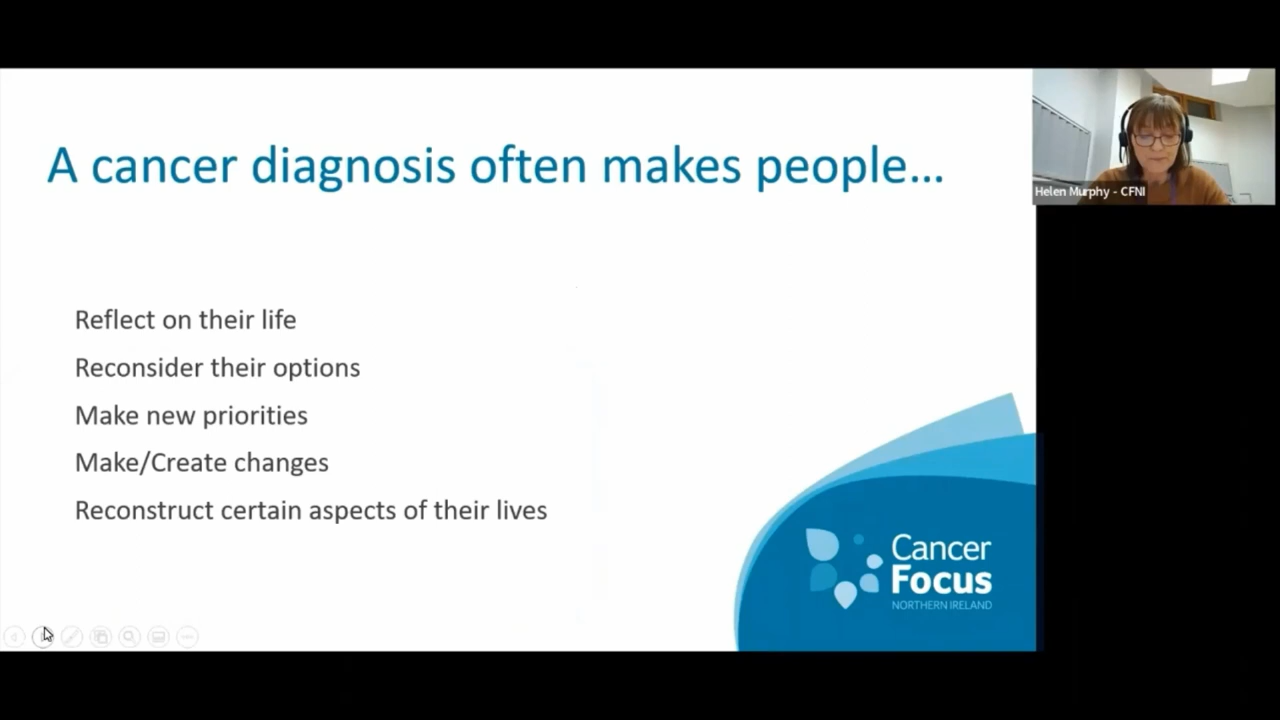 A cancer diagnosis often makes people...
Helen Murphy - CFNI
Reflect on their life
Reconsider their options
Make new priorities
Make/Create changes
Reconstruct certain aspects of their lives
Cancer
Focus
NORTHERN IRELAND